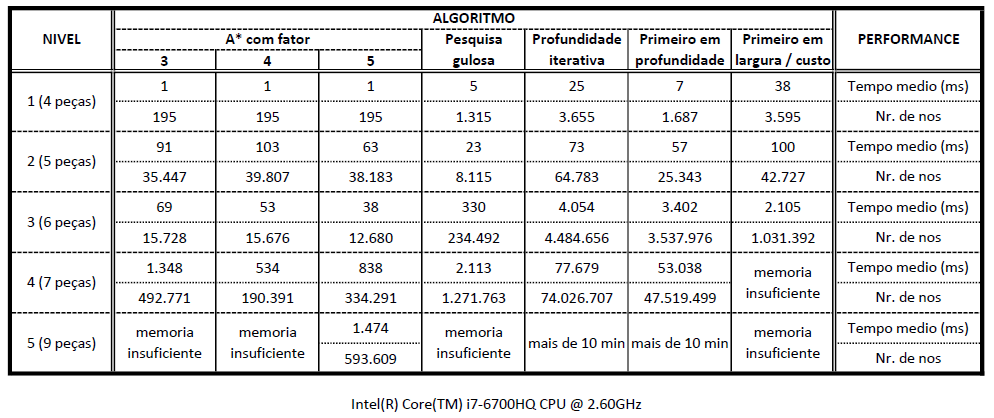 ALGORITMO
NIVEL A* com fator Pesquisa gulosa Profundidade iterativa Primeiro em profundidade Primeiro em largura / custo PERFORMANCE
3 4 5
1 (4 peças) 1 1 1 5 25 7 38 Tempo medio (ms)
195 195 195 1.315 3.655 1.687 3.595 Nr. de nos
2 (5 peças) 91 103 63 23 73 57 100 Tempo medio (ms)
35.447 39.807 38.183 8.115 64.783 25.343 42.727 Nr. de nos
3 (6 peças) 69 53 38 330 4.054 3.402 2.105 Tempo medio (ms)
15.728 15.676 12.680 234.492 4.484.656 3.537.976 1.031.392 Nr. de nos
4 (7 peças) 1.348 534 838 2.113 77.679 53.038 memoria insuficiente Tempo medio (ms)
492.771 190.391 334.291 1.271.763 74.026.707 47.519.499 Nr. de nos
5 (9 peças) memoria insuficiente memoria insuficiente 1.474 memoria insuficiente mais de 10 min mais de 10 min memoria insuficiente Tempo medio (ms)
593.609 Nr. de nos
Intel(R) Core(TM) i7-6700HQ CPU @ 2.60GHz